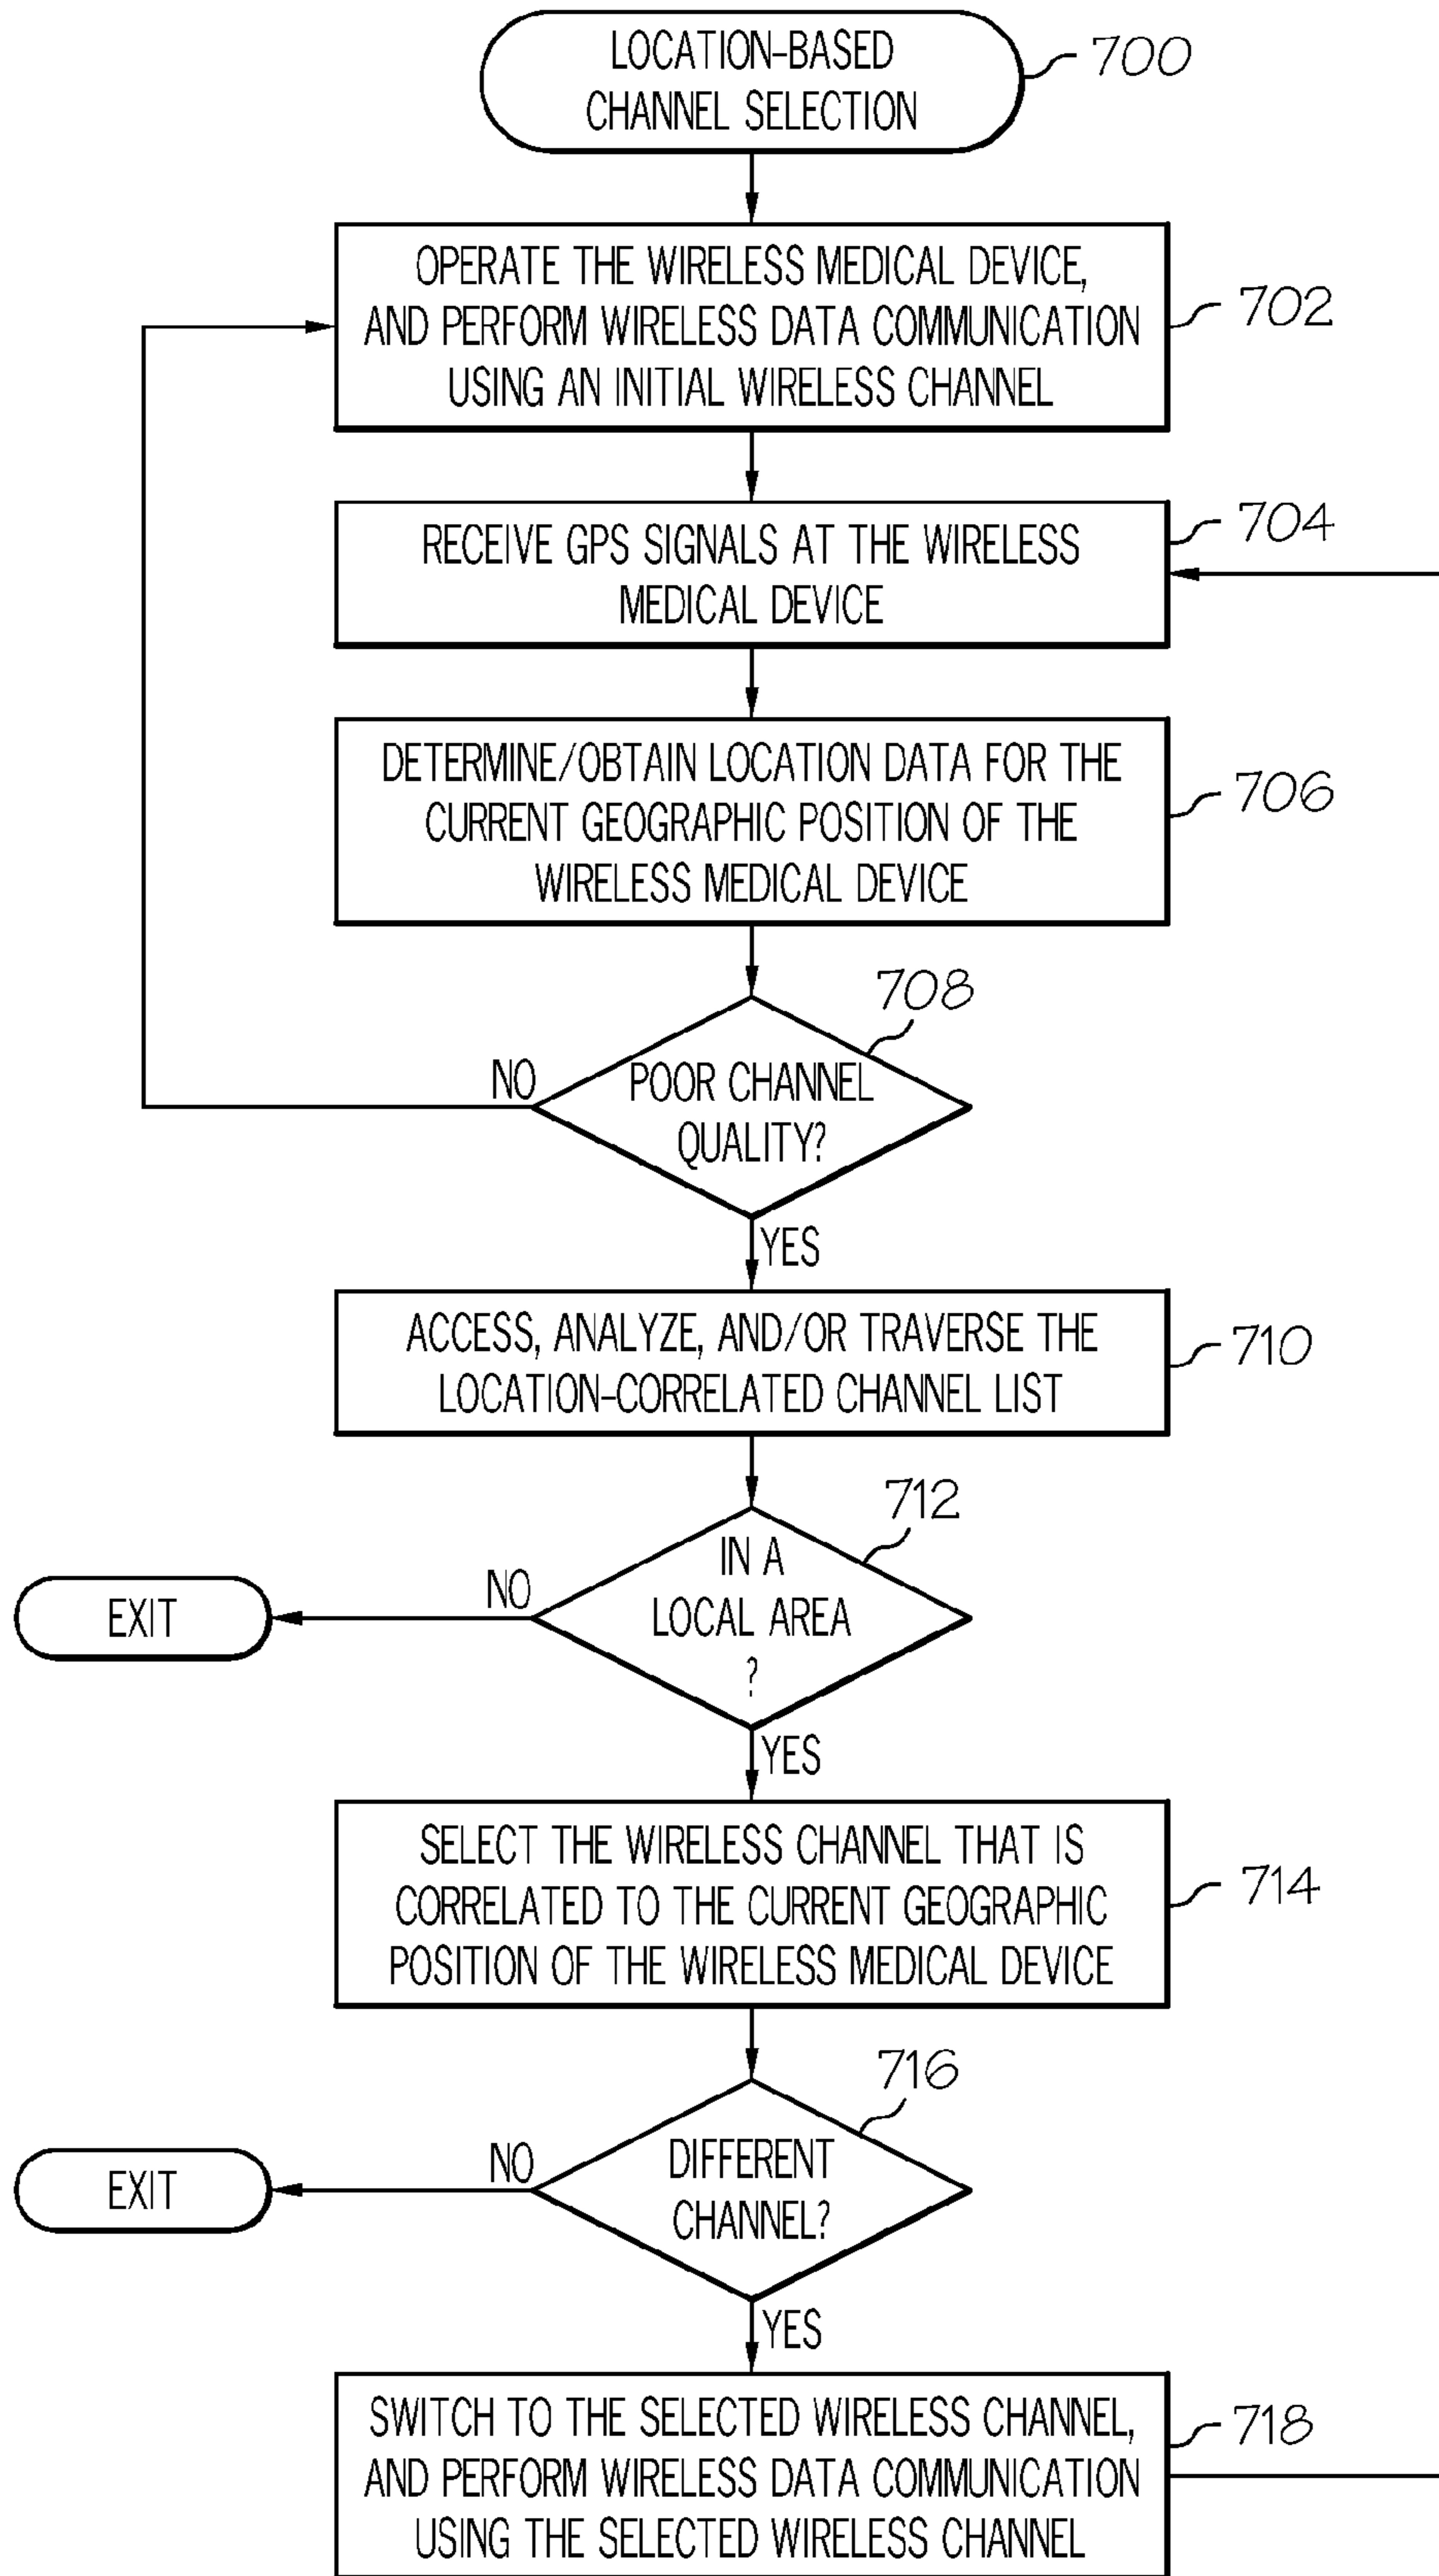 LOCATION-BASED
CHANNEL SELECTION
700
OPERATE THE WIRELESS MEDICAL DEVICE,
AND PERFORM WIRELESS DATA COMMUNICATION
USING AN INITIAL WIRELESS CHANNEL
702
RECEIVE GPS SIGNALS AT THE WIRELESS
MEDICAL DEVICE
704
DETERMINE/OBTAIN LOCATION DATA FOR THE
CURRENT GEOGRAPHIC POSITION OF THE
WIRELESS MEDICAL DEVICE
706
708
NO
POOR CHANNEL
QUALITY?
YES
ACCESS, ANALYZE, AND/OR TRAVERSE THE
LOCATION-CORRELATED CHANNEL LIST
710
712
IN A
LOCAL AREA
?
NO
EXIT
YES
SELECT THE WIRELESS CHANNEL THAT IS
CORRELATED TO THE CURRENT GEOGRAPHIC
POSITION OF THE WIRELESS MEDICAL DEVICE
714
716
DIFFERENT
CHANNEL?
NO
EXIT
YES
SWITCH TO THE SELECTED WIRELESS CHANNEL,
AND PERFORM WIRELESS DATA COMMUNICATION
USING THE SELECTED WIRELESS CHANNEL
718